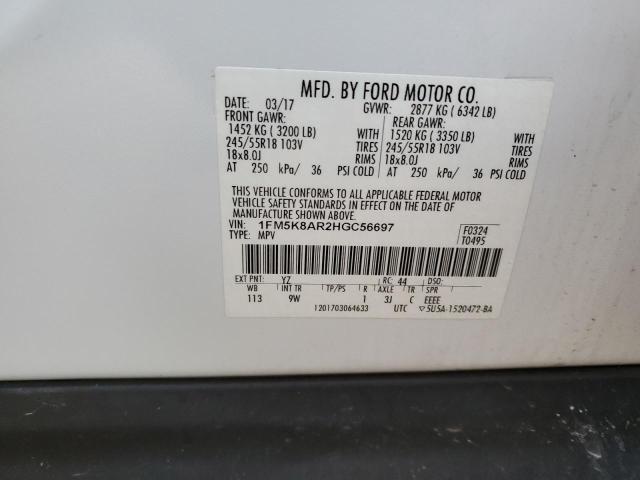 MFD. BY FORD MOTOR CO.
DATE: 03/17 GVWR: 2877 KG ( 6342 LB)
FRONT GAWR: REAR GAWR:
1452 KG ( 3200 LB) WITH 1520 KG ( 3350 LB) WITH
245/55R18 103V TIRES 245/55R18 103V TIRES
18x8.0J RIMS 18x8.0J RIMS
AT 250 kPa/ 36 PSI COLD AT 250 kPa/ 36 PSI COLD
THIS VEHICLE CONFORMS TO ALL APPLICABLE FEDERAL MOTOR
VEHICLE SAFETY STANDARDS IN EFFECT ON THE DATE OF
MANUFACTURE SHOWN ABOVE.
VIN: 1FM5K8AR2HGC56697 F0324
TYPE: MPV T0495
EXT PNT: YZ RC: 44 DSO:
WB INT TR TP/PS R AXLE TR SPR
113 9W 1 3J C EEEE
1201703064633 UTC ▽5U5A-1520472-BA